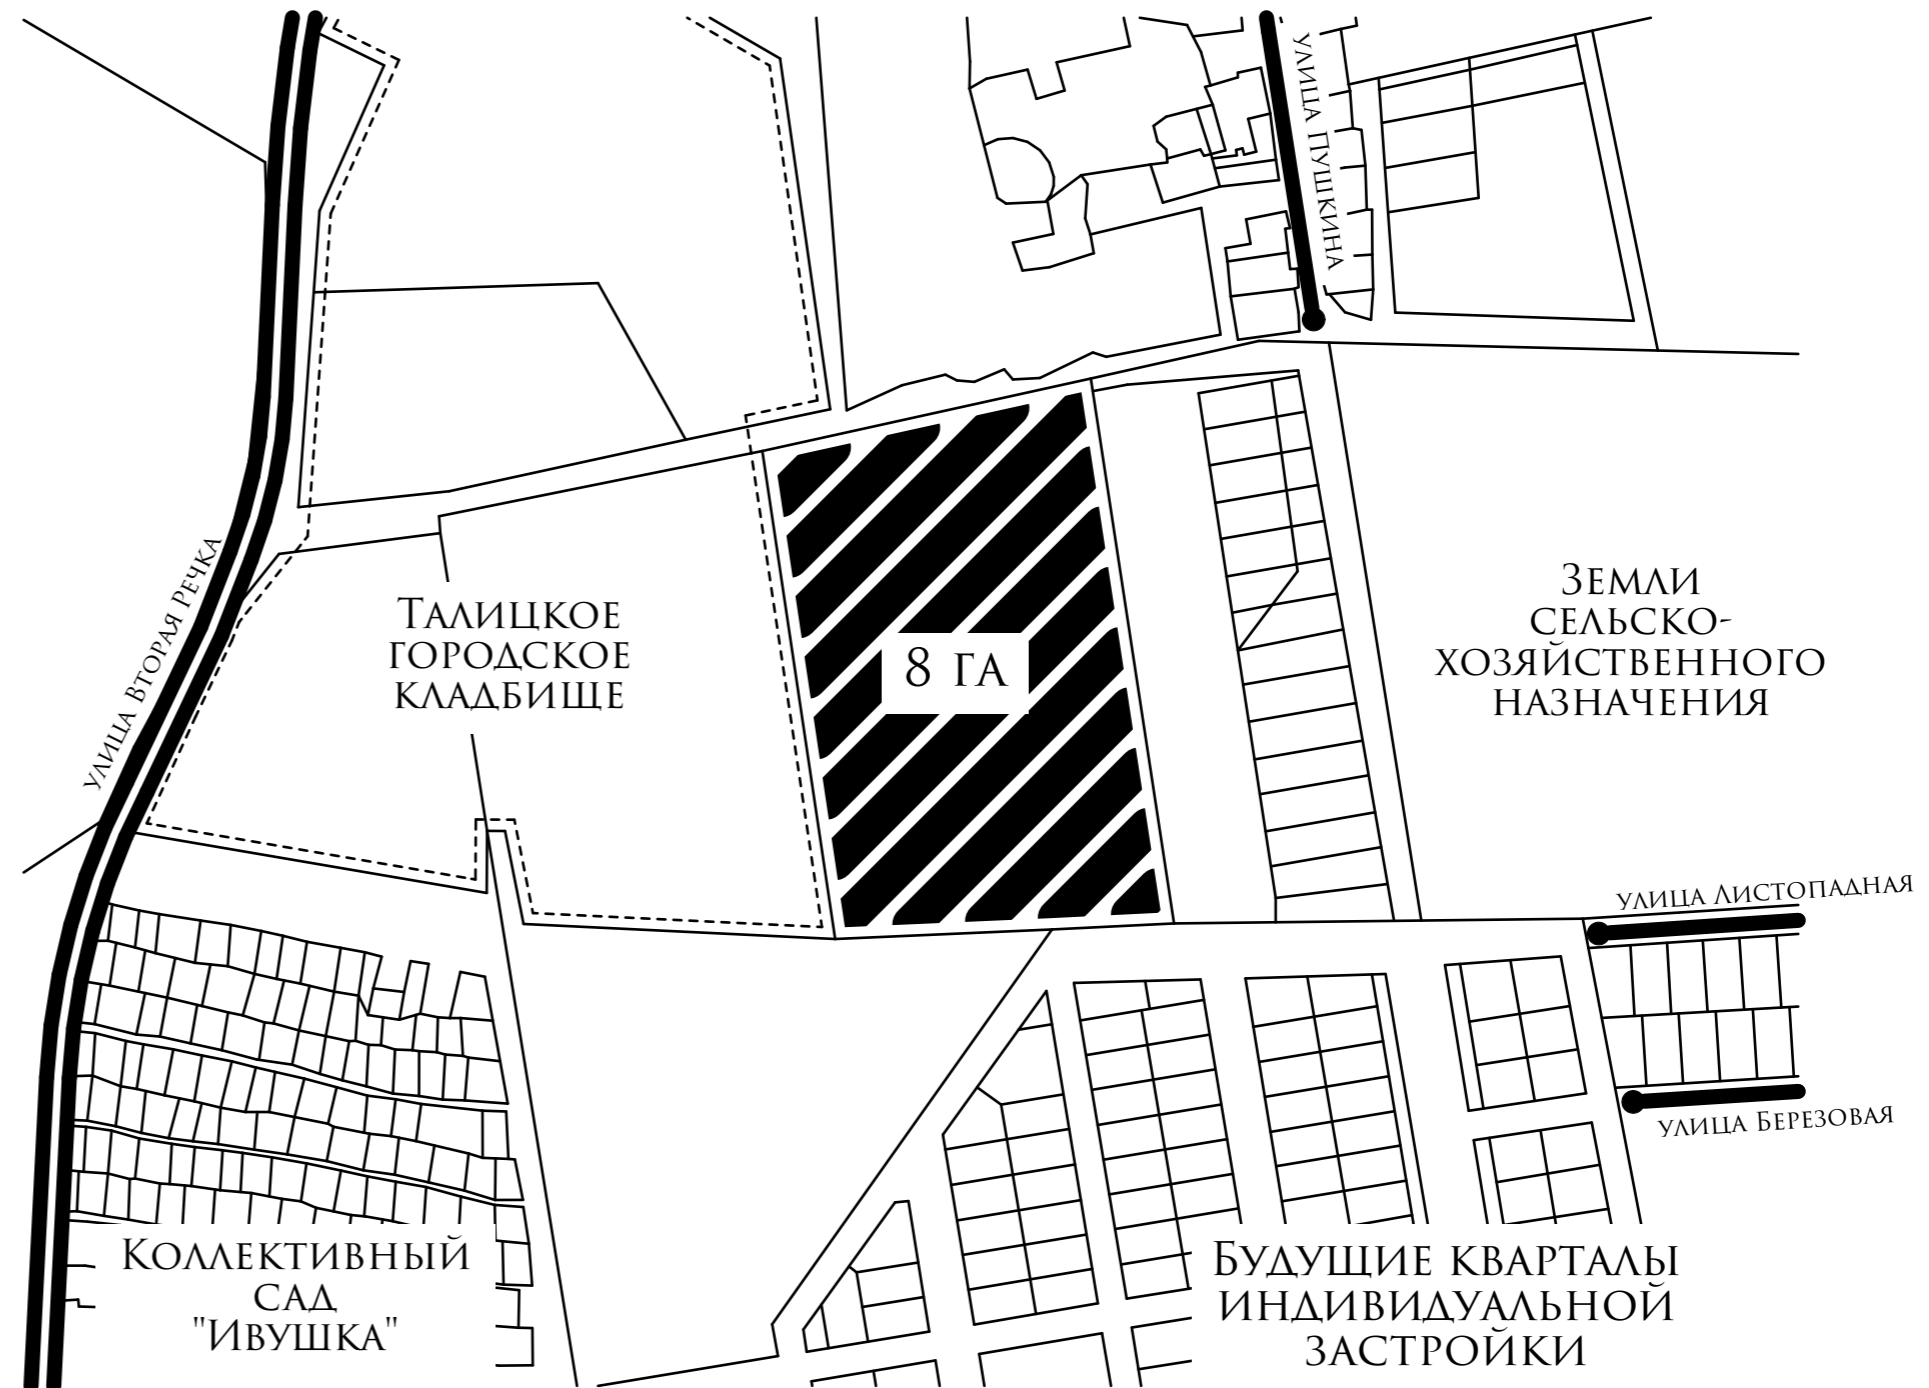 улица Пушкина
улица Вторая речка
Талицкое
городское
кладбище
8 га
Земли
сельско-
хозяйственного
назначения
улица Листопадная
улица Березовая
Коллективный
сад
"Ивушка"
Будущие кварталы
индивидуальной
застройки